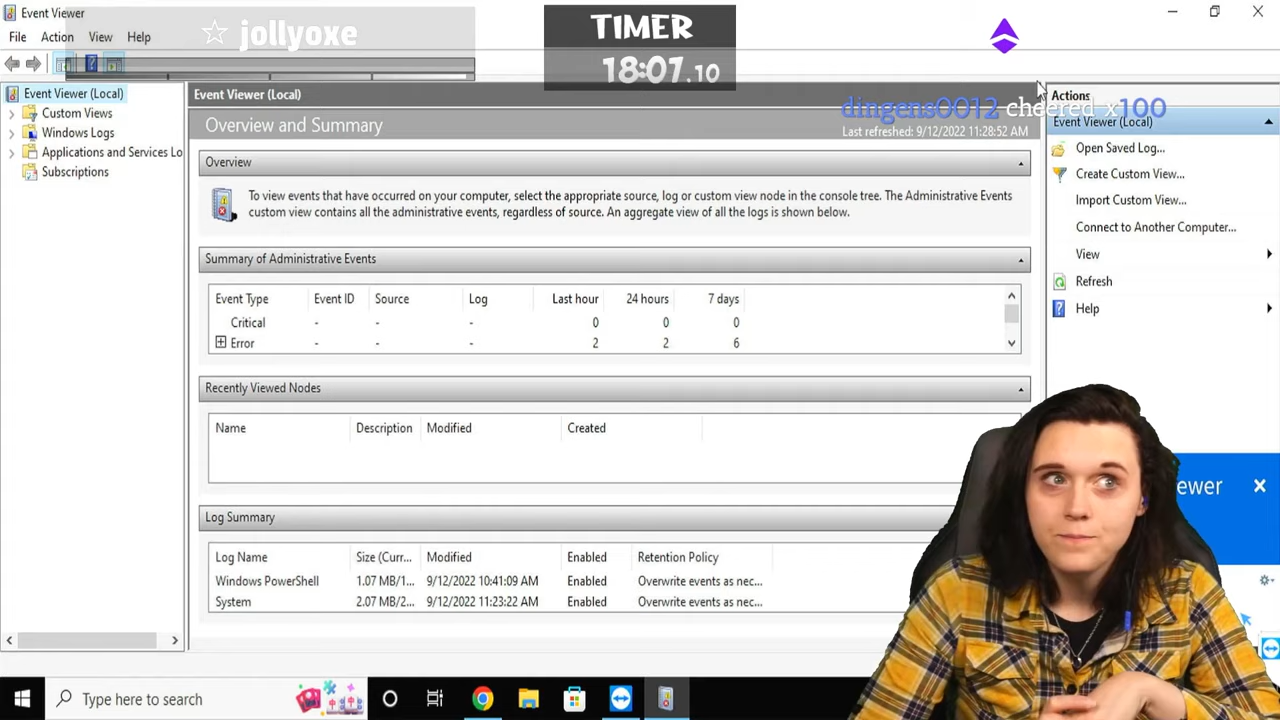 Event Viewer
☆ jollyoxe
TIMER
18:07.10
File Action View Help
dingens0012 cheered x100
Event Viewer (Local)
Custom Views
Windows Logs
Applications and Services Lo
Subscriptions
Event Viewer (Local)
Overview and Summary
Last refreshed: 9/12/2022 11:28:52 AM
Overview
To view events that have occurred on your computer, select the appropriate source, log or custom view node in the console tree. The Administrative Events
custom view contains all the administrative events, regardless of source. An aggregate view of all the logs is shown below.
Summary of Administrative Events
Event Type Event ID Source Log Last hour 24 hours 7 days
Critical - - - 0 0 0
Error - - - 2 2 6
Recently Viewed Nodes
Name Description Modified Created
Log Summary
Log Name Size (Curr... Modified Enabled Retention Policy
Windows PowerShell 1.07 MB/1... 9/12/2022 10:41:09 AM Enabled Overwrite events as nec...
System 2.07 MB/2... 9/12/2022 11:23:22 AM Enabled Overwrite events as nec...
Actions
Event Viewer (Local)
Open Saved Log...
Create Custom View...
Import Custom View...
Connect to Another Computer...
View
Refresh
Help
ewer
Type here to search